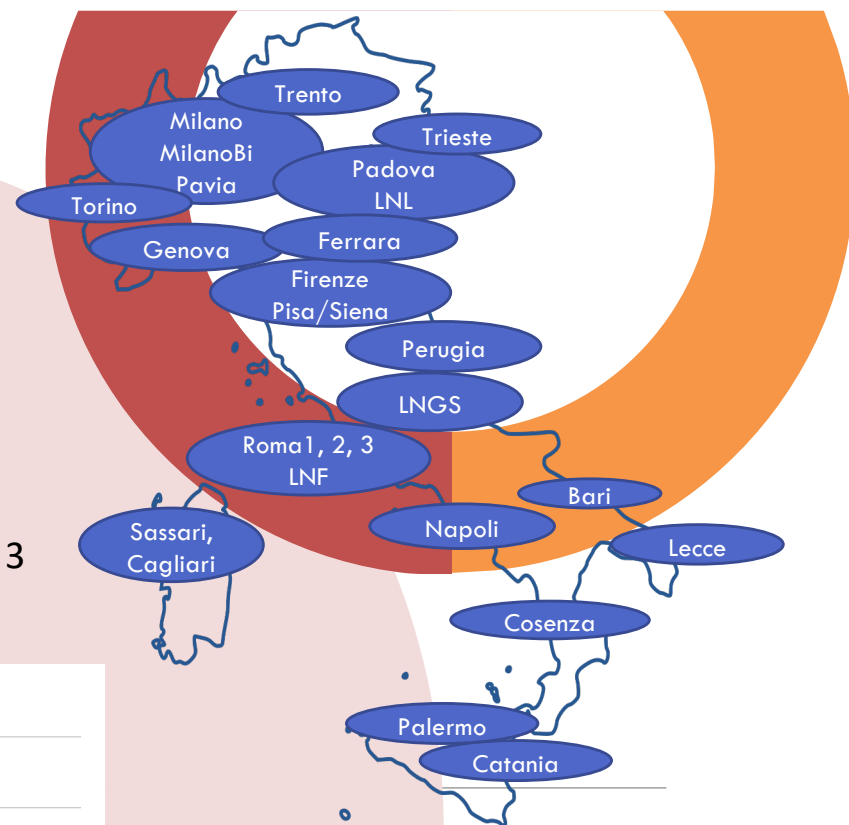 Trento
Milano
MilanoBi
Pavia
Trieste
Padova
LNL
Torino
Genova
Ferrara
Firenze
Pisa/Siena
Perugia
LNGS
Roma1, 2, 3
LNF
Bari
Napoli
Sassari,
Cagliari
3
Lecce
Cosenza
Palermo
Catania